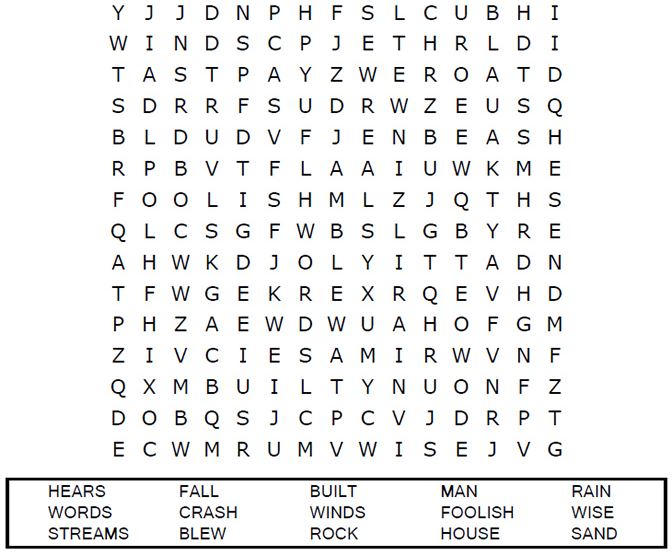 Y J J D N P H F S L C U B H I
W I N D S C P J E T H R L D I
T A S T P A Y Z W E R O A T D
S D R R F S U D R W Z E U S Q
B L D U D V F J E N B E A S H
R P B V T F L A A I U W K M E
F O O L I S H M L Z J Q T H S
Q L C S G F W B S L G B Y R E
A H W K D J O L Y I T T A D N
T F W G E K R E X R Q E V H D
P H Z A E W D W U A H O F G M
Z I V C I E S A M I R W V N F
Q X M B U I L T Y N U O N F Z
D O B Q S J C P C V J D R P T
E C W M R U M V W I S E J V G
HEARS FALL BUILT MAN RAIN
WORDS CRASH WINDS FOOLISH WISE
STREAMS BLEW ROCK HOUSE SAND